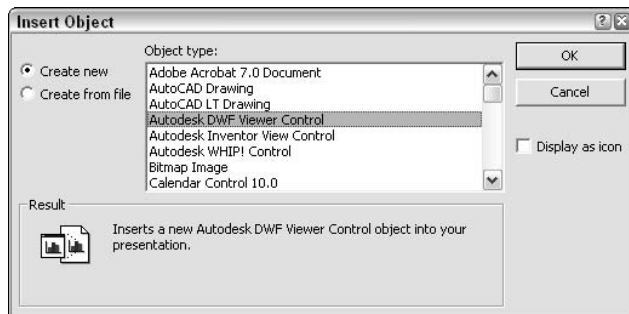 Insert Object
Object type:
Create new
Create from file
Adobe Acrobat 7.0 Document
AutoCAD Drawing
AutoCAD LT Drawing
Autodesk DWF Viewer Control
Autodesk Inventor View Control
Autodesk WHIP! Control
Bitmap Image
Calendar Control 10.0
OK
Cancel
Display as icon
Result
Inserts a new Autodesk DWF Viewer Control object into your
presentation.